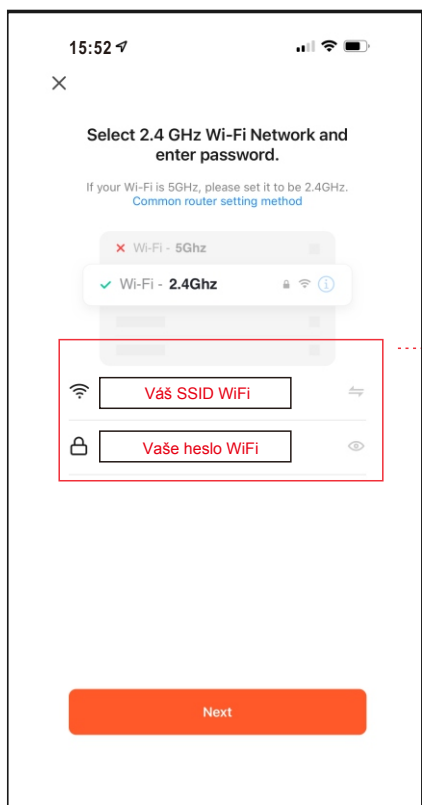 15:52
Select 2.4 GHz Wi-Fi Network and
enter password.
If your Wi-Fi is 5GHz, please set it to be 2.4GHz.
Common router setting method
Wi-Fi - 5Ghz
Wi-Fi - 2.4Ghz
Váš SSID WiFi
Vaše heslo WiFi
Next